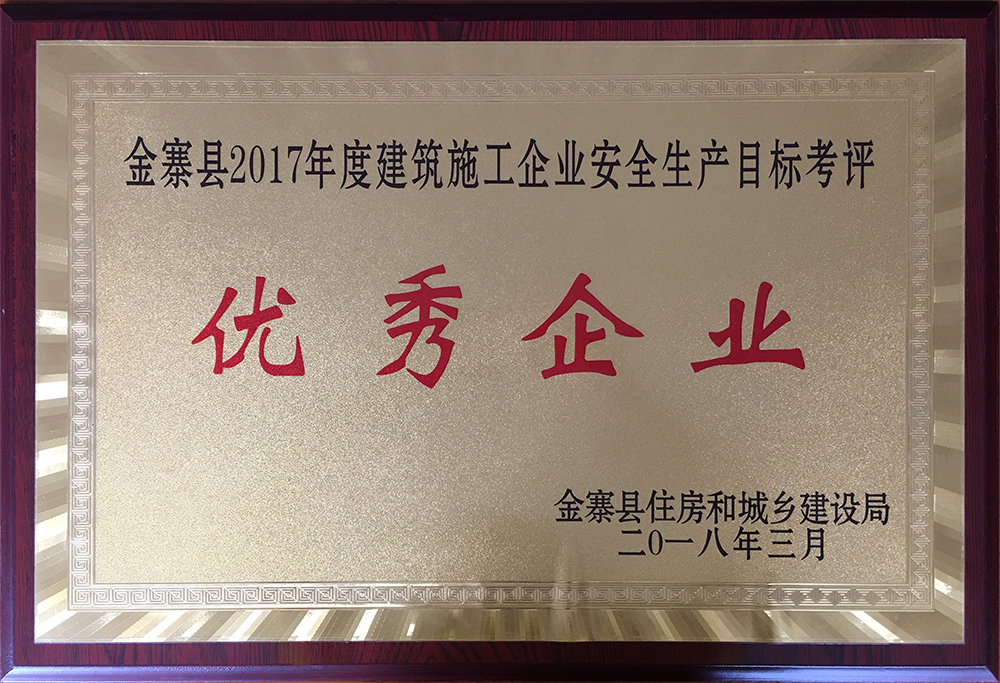 金寨县2017年度建筑施工企业安全生产目标考评
优秀企业
金寨县住房和城乡建设局
二0一八年三月